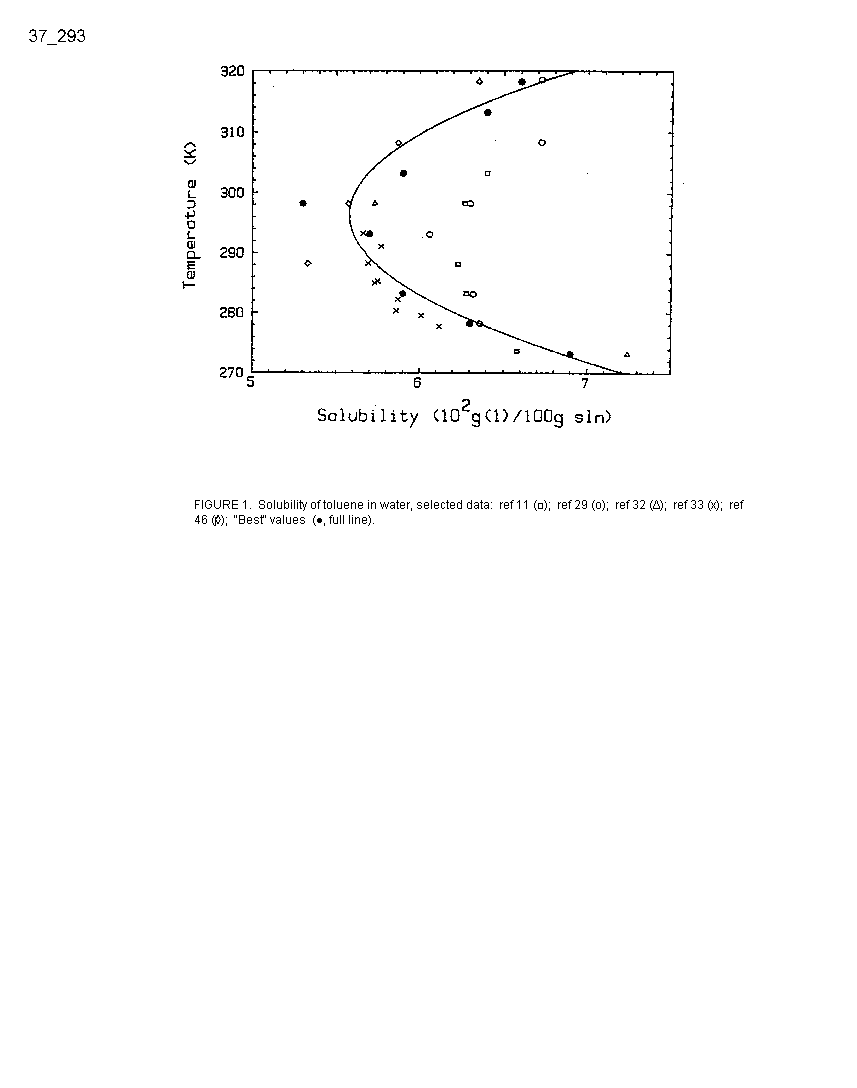 37_293
320
310
300
290
280
270
Temperature (K)
5 6 7
Solubility (10²g(1)/100g sln)
FIGURE 1. Solubility of toluene in water, selected data: ref 11 (□); ref 29 (o); ref 32 (Δ); ref 33 (x); ref
46 (◊); "Best" values (●, full line).